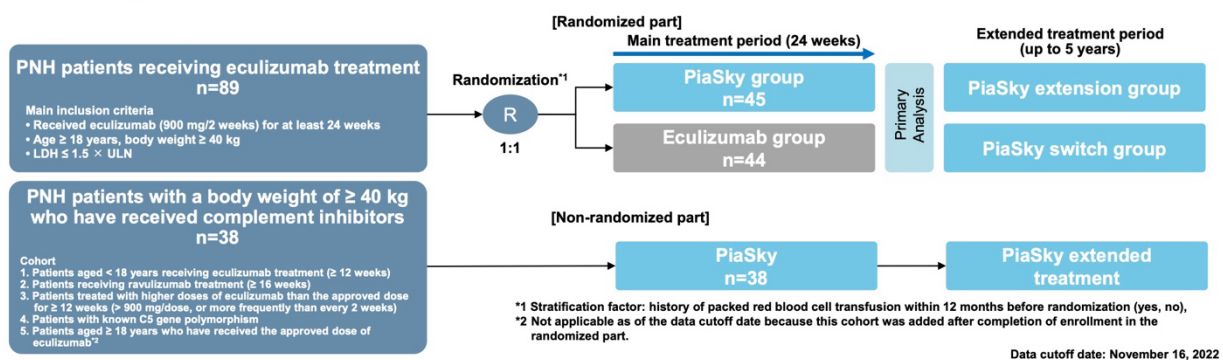 [Randomized part]
Main treatment period (24 weeks)
Extended treatment period
(up to 5 years)
PNH patients receiving eculizumab treatment
n=89
Main inclusion criteria
• Received eculizumab (900 mg/2 weeks) for at least 24 weeks
• Age ≥ 18 years, body weight ≥ 40 kg
• LDH ≤ 1.5 × ULN
Randomization*1
R
1:1
PiaSky group
n=45
Eculizumab group
n=44
Primary
Analysis
PiaSky extension group
PiaSky switch group
PNH patients with a body weight of ≥ 40 kg
who have received complement inhibitors
n=38
Cohort
1. Patients aged < 18 years receiving eculizumab treatment (≥ 12 weeks)
2. Patients receiving ravulizumab treatment (≥ 16 weeks)
3. Patients treated with higher doses of eculizumab than the approved dose
for ≥ 12 weeks (> 900 mg/dose, or more frequently than every 2 weeks)
4. Patients with known C5 gene polymorphism
5. Patients aged ≥ 18 years who have received the approved dose of
eculizumab*2
[Non-randomized part]
PiaSky
n=38
PiaSky extended
treatment
*1 Stratification factor: history of packed red blood cell transfusion within 12 months before randomization (yes, no),
*2 Not applicable as of the data cutoff date because this cohort was added after completion of enrollment in the
randomized part.
Data cutoff date: November 16, 2022